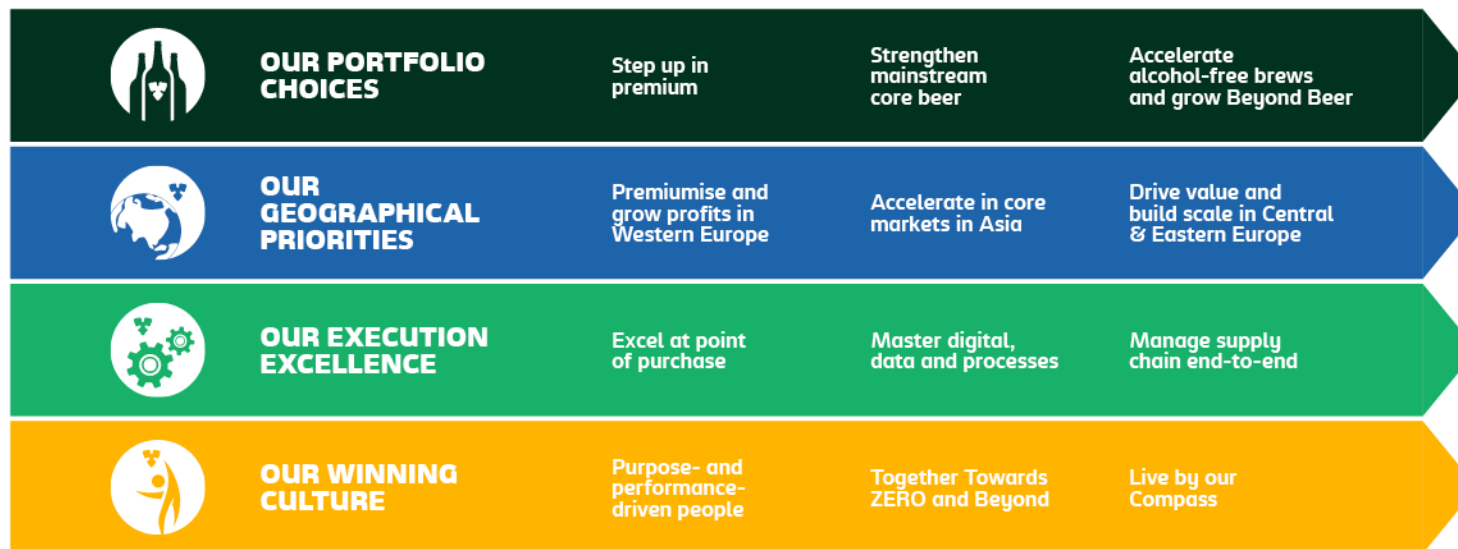 OUR PORTFOLIO
CHOICES
Step up in
premium
Strengthen
mainstream
core beer
Accelerate
alcohol-free brews
and grow Beyond Beer
OUR
GEOGRAPHICAL
PRIORITIES
Premiumise and
grow profits in
Western Europe
Accelerate in core
markets in Asia
Drive value and
build scale in Central
& Eastern Europe
OUR EXECUTION
EXCELLENCE
Excel at point
of purchase
Master digital,
data and processes
Manage supply
chain end-to-end
OUR WINNING
CULTURE
Purpose- and
performance-
driven people
Together Towards
ZERO and Beyond
Live by our
Compass